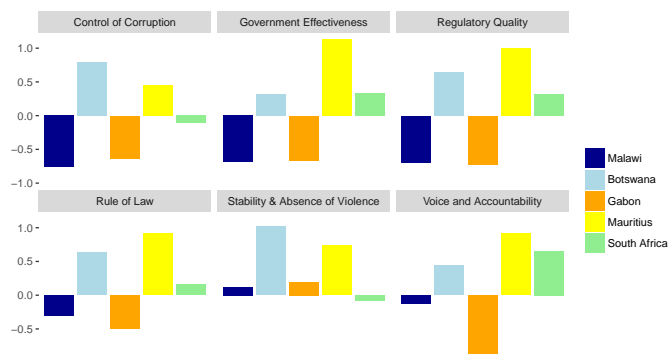 Control of Corruption
Government Effectiveness
Regulatory Quality
1.0
0.5
0.0
−0.5
−1.0
Rule of Law
Stability & Absence of Violence
Voice and Accountability
1.0
0.5
0.0
−0.5
Malawi
Botswana
Gabon
Mauritius
South Africa